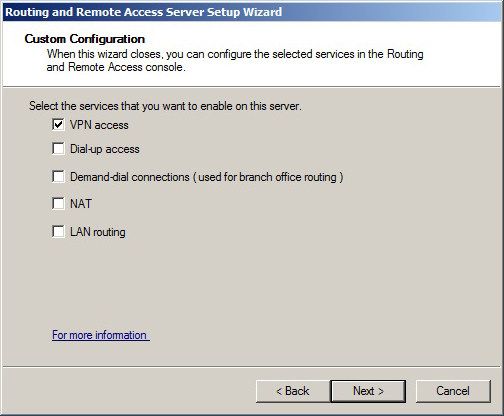 Routing and Remote Access Server Setup Wizard
Custom Configuration
When this wizard closes, you can configure the selected services in the Routing
and Remote Access console.
Select the services that you want to enable on this server.
VPN access
Dial-up access
Demand-dial connections ( used for branch office routing )
NAT
LAN routing
For more information
< Back
Next >
Cancel